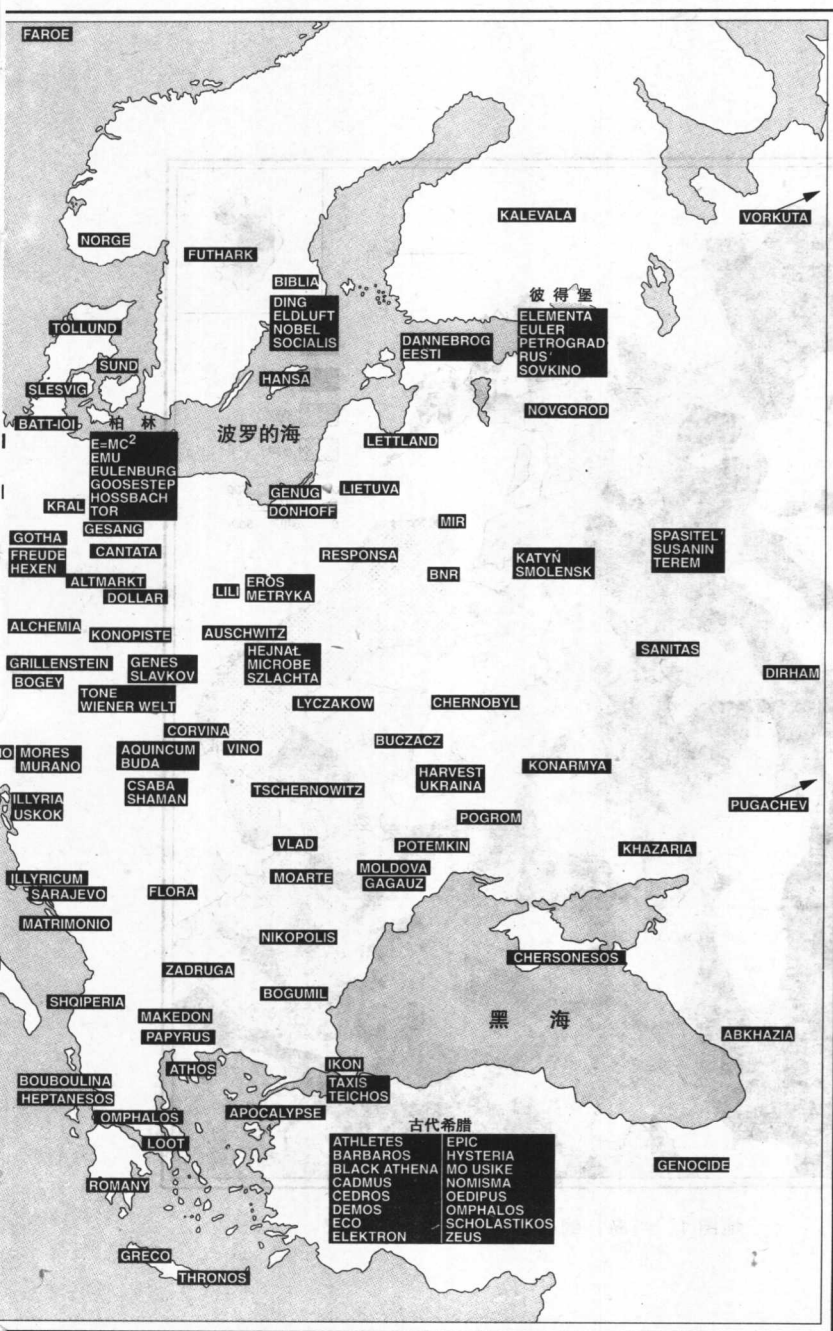 FAROE
KALEVALA
VORKUTA
NORGE
FUTHARK
BIBLIA
彼得堡
DING
ELDLUFT
NOBEL
SOCIALIS
ELEMENTA
EULER
PETROGRAD
RUS'
SOVKINO
TOLLUND
DANNEBROG
EESTI
SUND
HANSA
SLESVIG
NOVGOROD
BATT-IOI
柏林
波罗的海
LETTLAND
E=MC²
EMU
EULENBURG
GOOSESTEP
HOSSBACH
TOR
GENUG
LIETUVA
KRAL
DÖNHOFF
MIR
GESANG
GOTHA
FREUDE
HEXEN
CANTATA
RESPONSA
KATYŃ
SMOLENSK
SPASITEL'
SUSANIN
TEREM
ALTMARKT
BNR
DOLLAR
LILI
EROS
METRYKA
ALCHEMIA
KONOPISTE
AUSCHWITZ
SANITAS
HEJNAŁ
MICROBE
SZLACHTA
GRILLENSTEIN
GENES
SLAVKOV
DIRHAM
BOGEY
TONE
WIENER WELT
LYCZAKOW
CHERNOBYL
CORVINA
BUCZACZ
MORES
MURANO
AQUINCUM
BUDA
VINO
HARVEST
UKRAINA
KONARMYA
CSABA
SHAMAN
TSCHERNOWITZ
ILLYRIA
USKOK
PUGACHEV
POGROM
VLAD
POTEMKIN
KHAZARIA
ILLYRICUM
SARAJEVO
FLORA
MOARTE
MOLDOVA
GAGAUZ
MATRIMONIO
NIKOPOLIS
CHERSONESOS
ZADRUGA
SHQIPERIA
BOGUMIL
MAKEDON
黑海
ABKHAZIA
PAPYRUS
ATHOS
IKON
BOUBOULINA
HEPTANESOS
TAXIS
TEICHOS
OMPHALOS
APOCALYPSE
古代希腊
LOOT
ATHLETES
BARBAROS
BLACK ATHENA
CADMUS
CEDROS
DEMOS
ECO
ELEKTRON
EPIC
HYSTERIA
MO USIKE
NOMISMA
OEDIPUS
OMPHALOS
SCHOLASTIKOS
ZEUS
GENOCIDE
ROMANY
GRECO
THRONOS